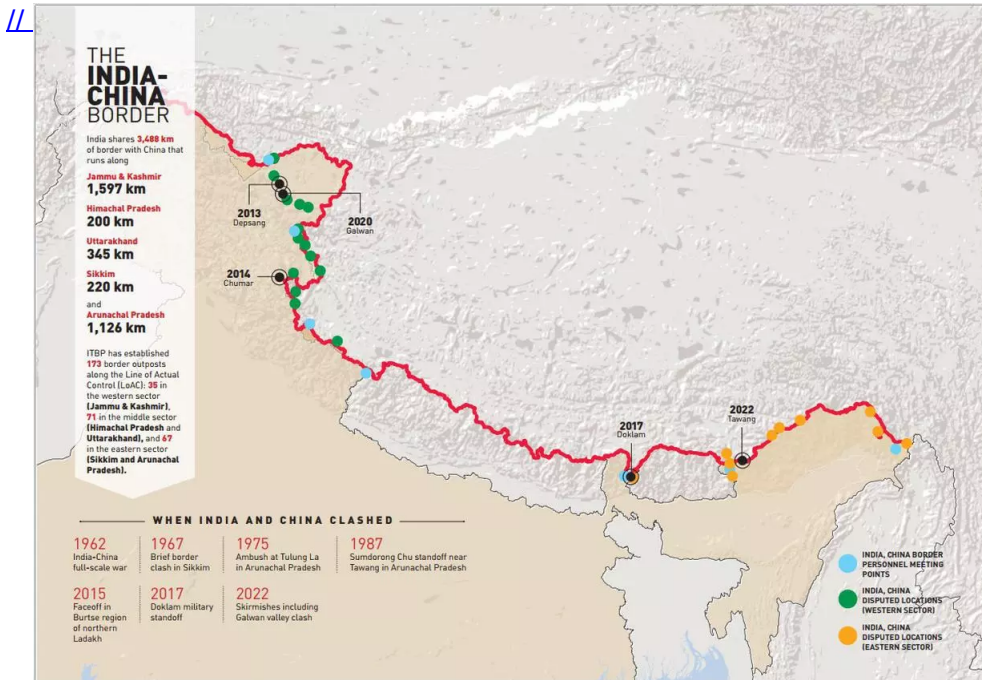 //
THE
INDIA-
CHINA
BORDER
India shares 3,488 km
of border with China that
runs along
Jammu & Kashmir
1,597 km
Himachal Pradesh
200 km
Uttarakhand
345 km
Sikkim
220 km
and
Arunachal Pradesh
1,126 km
ITBP has established
173 border outposts
along the Line of Actual
Control (LoAC): 35 in
the western sector
(Jammu & Kashmir),
71 in the middle sector
(Himachal Pradesh and
Uttarakhand), and 67
in the eastern sector
(Sikkim and Arunachal
Pradesh).
2013
Depsang
2020
Galwan
2014
Chumar
2017
Doklam
2022
Tawang
WHEN INDIA AND CHINA CLASHED
1962
India-China
full-scale war
1967
Brief border
clash in Sikkim
1975
Ambush at Tulung La
in Arunachal Pradesh
1987
Sumdorong Chu standoff near
Tawang in Arunachal Pradesh
2015
Faceoff in
Burtse region
of northern
Ladakh
2017
Doklam military
standoff
2022
Skirmishes including
Galwan valley clash
INDIA, CHINA BORDER
PERSONNEL MEETING
POINTS
INDIA, CHINA
DISPUTED LOCATIONS
(WESTERN SECTOR)
INDIA, CHINA
DISPUTED LOCATIONS
(EASTERN SECTOR)